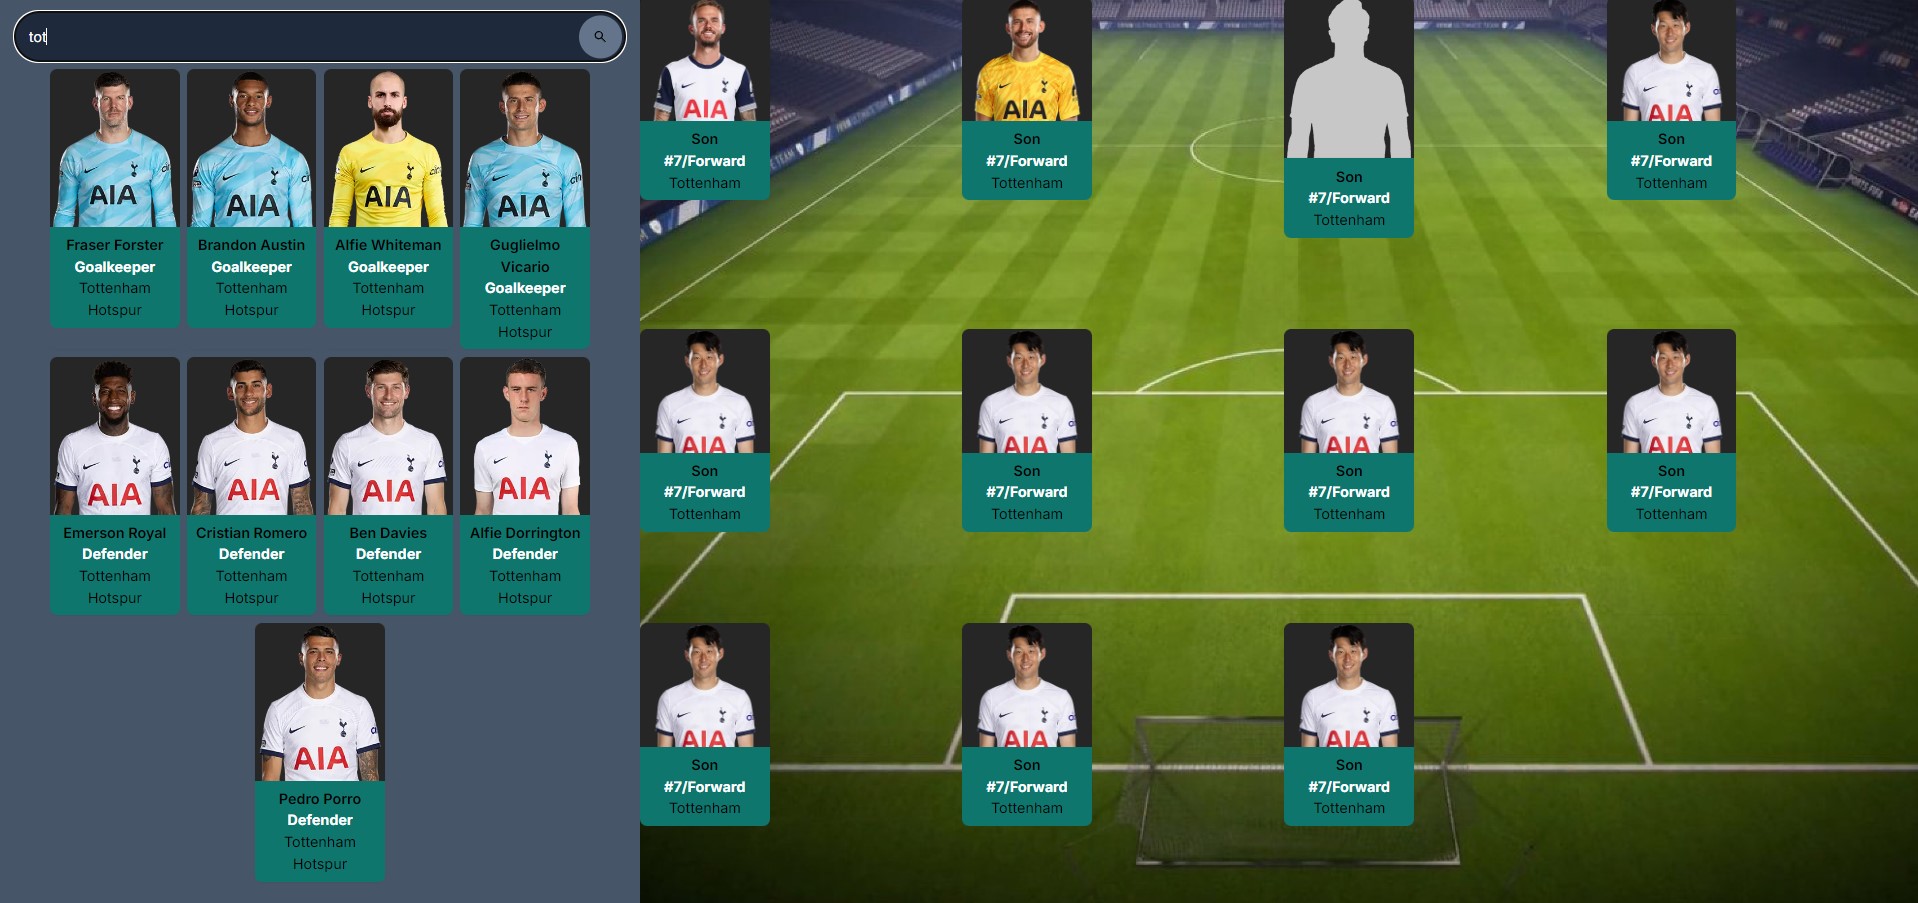 tot
AIA
AIA
AIA
AIA
Fraser Forster
Goalkeeper
Tottenham
Hotspur
Brandon Austin
Goalkeeper
Tottenham
Hotspur
Alfie Whiteman
Goalkeeper
Tottenham
Hotspur
Guglielmo
Vicario
Goalkeeper
Tottenham
Hotspur
AIA
AIA
AIA
AIA
Emerson Royal
Defender
Tottenham
Hotspur
Cristian Romero
Defender
Tottenham
Hotspur
Ben Davies
Defender
Tottenham
Hotspur
Alfie Dorrington
Defender
Tottenham
Hotspur
AIA
Pedro Porro
Defender
Tottenham
Hotspur
AIA
Son
#7/Forward
Tottenham
AIA
Son
#7/Forward
Tottenham
Son
#7/Forward
Tottenham
AIA
Son
#7/Forward
Tottenham
AIA
Son
#7/Forward
Tottenham
AIA
Son
#7/Forward
Tottenham
AIA
Son
#7/Forward
Tottenham
AIA
Son
#7/Forward
Tottenham
AIA
Son
#7/Forward
Tottenham
AIA
Son
#7/Forward
Tottenham
AIA
Son
#7/Forward
Tottenham